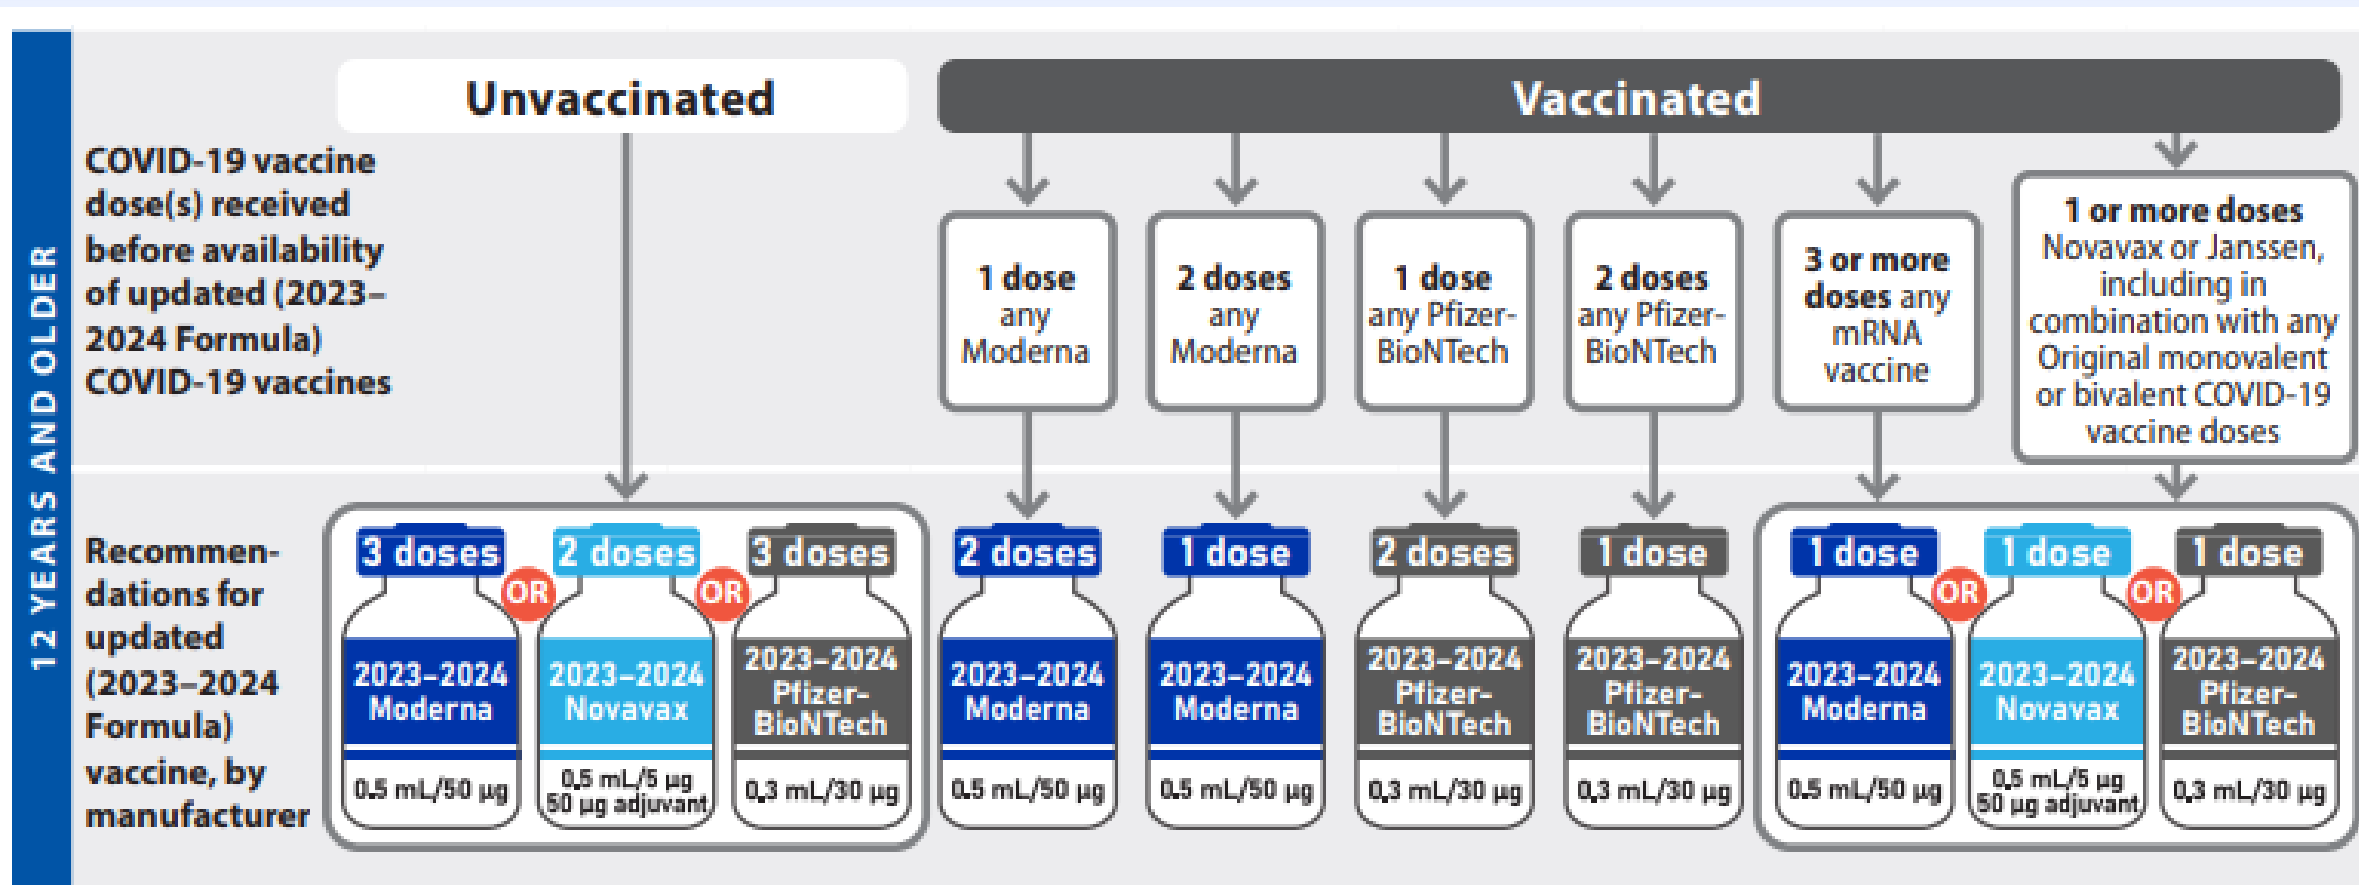 12 YEARS AND OLDER
Unvaccinated
Vaccinated
COVID-19 vaccine
dose(s) received
before availability
of updated (2023–
2024 Formula)
COVID-19 vaccines
1 dose
any
Moderna
2 doses
any
Moderna
1 dose
any Pfizer-
BioNTech
2 doses
any Pfizer-
BioNTech
3 or more
doses any
mRNA
vaccine
1 or more doses
Novavax or Janssen,
including in
combination with any
Original monovalent
or bivalent COVID-19
vaccine doses
Recommen-
dations for
updated
(2023–2024
Formula)
vaccine, by
manufacturer
3 doses
2023–2024
Moderna
0.5 mL/50 µg
OR
2 doses
2023–2024
Novavax
0.5 mL/5 µg
50 µg adjuvant
OR
3 doses
2023–2024
Pfizer-
BioNTech
0.3 mL/30 µg
2 doses
2023–2024
Moderna
0.5 mL/50 µg
1 dose
2023–2024
Moderna
0.5 mL/50 µg
2 doses
2023–2024
Pfizer-
BioNTech
0.3 mL/30 µg
1 dose
2023–2024
Pfizer-
BioNTech
0.3 mL/30 µg
1 dose
2023–2024
Moderna
0.5 mL/50 µg
OR
1 dose
2023–2024
Novavax
0.5 mL/5 µg
50 µg adjuvant
OR
1 dose
2023–2024
Pfizer-
BioNTech
0.3 mL/30 µg